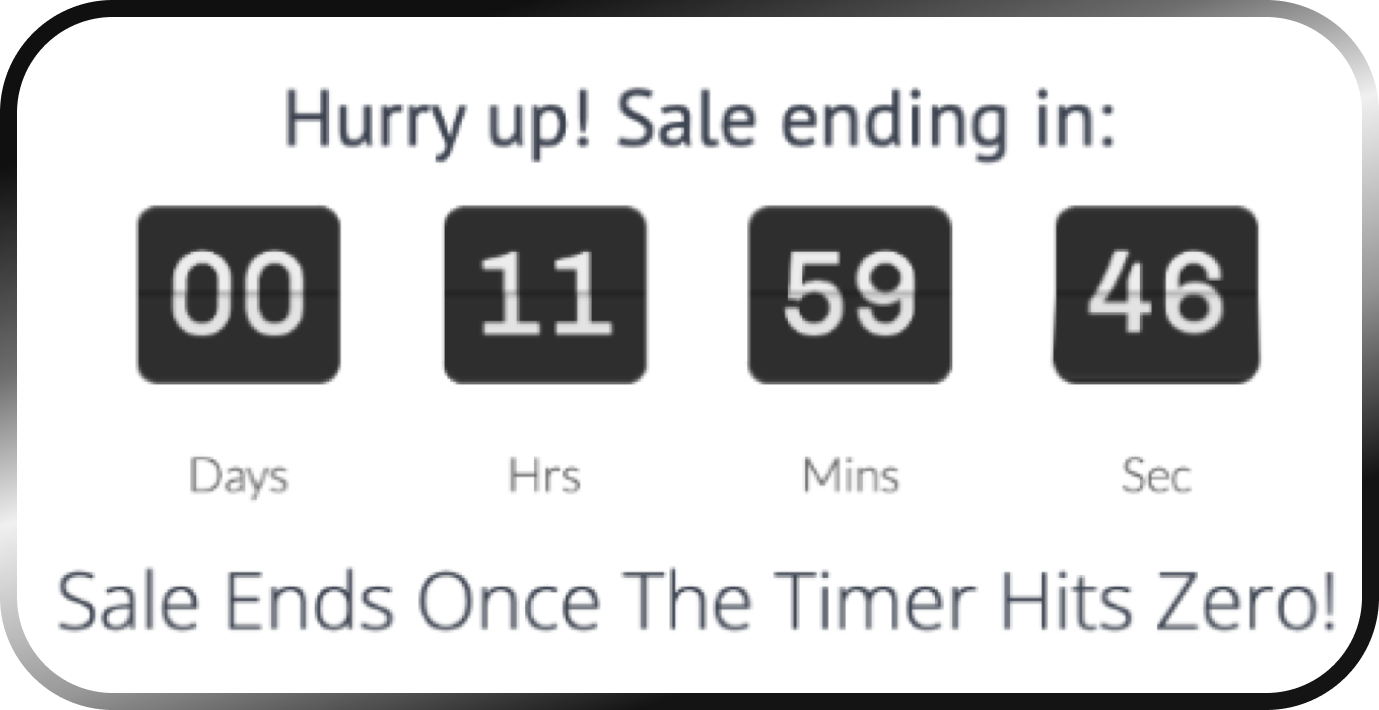 Hurry up! Sale ending in:
00 11 59 46
Days Hrs Mins Sec
Sale Ends Once The Timer Hits Zero!